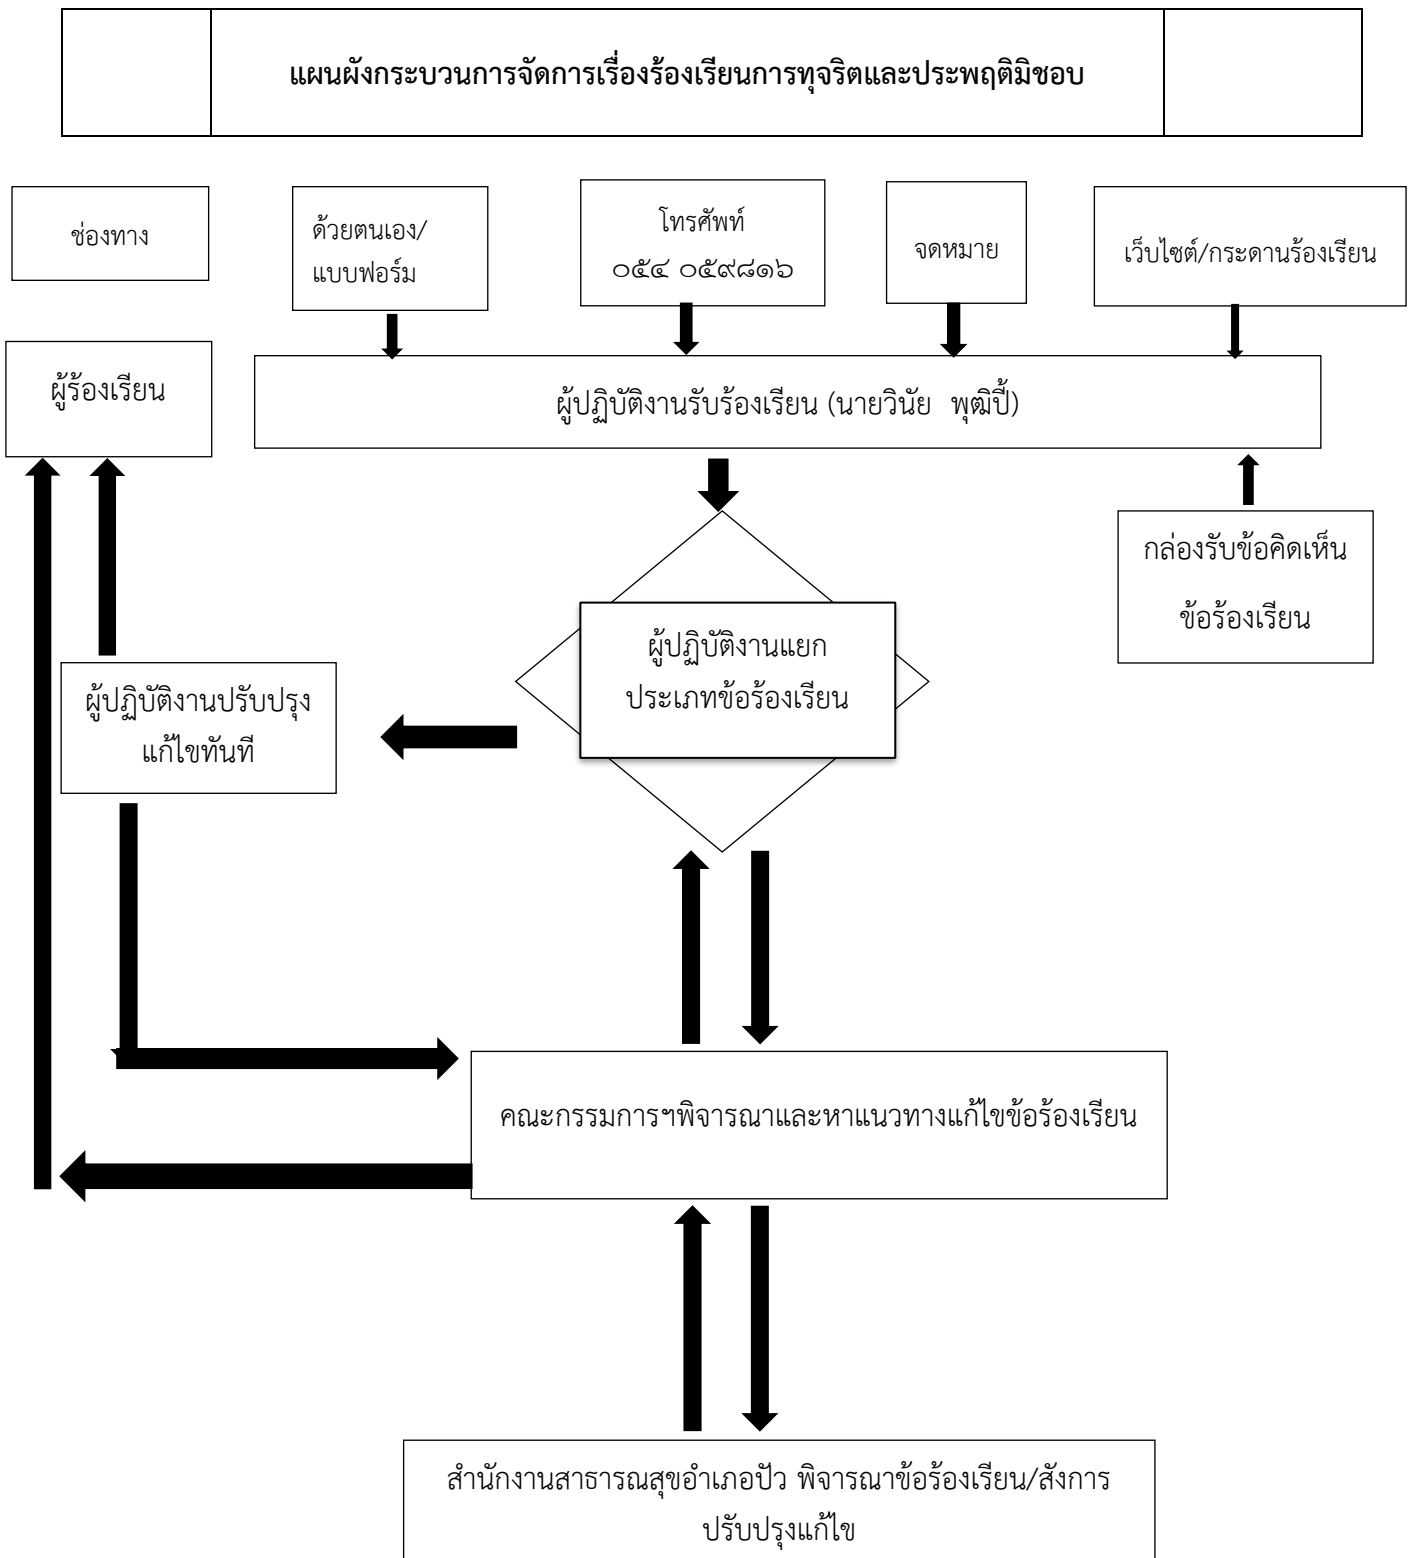 แผนผังกระบวนการจัดการเรื่องร้องเรียนการทุจริตและประพฤติมิชอบ
ช่องทาง
ด้วยตนเอง/
แบบฟอร์ม
โทรศัพท์
๐๕๔ ๐๕๙๘๑๖
จดหมาย
เว็บไซต์/กระดานร้องเรียน
ผู้ร้องเรียน
ผู้ปฏิบัติงานรับร้องเรียน (นายวินัย พุฒิปี้)
กล่องรับข้อคิดเห็น
ข้อร้องเรียน
ผู้ปฏิบัติงานแยก
ประเภทข้อร้องเรียน
ผู้ปฏิบัติงานปรับปรุง
แก้ไขทันที
คณะกรรมการฯพิจารณาและหาแนวทางแก้ไขข้อร้องเรียน
สำนักงานสาธารณสุขอำเภอปัว พิจารณาข้อร้องเรียน/สังการ
ปรับปรุงแก้ไข